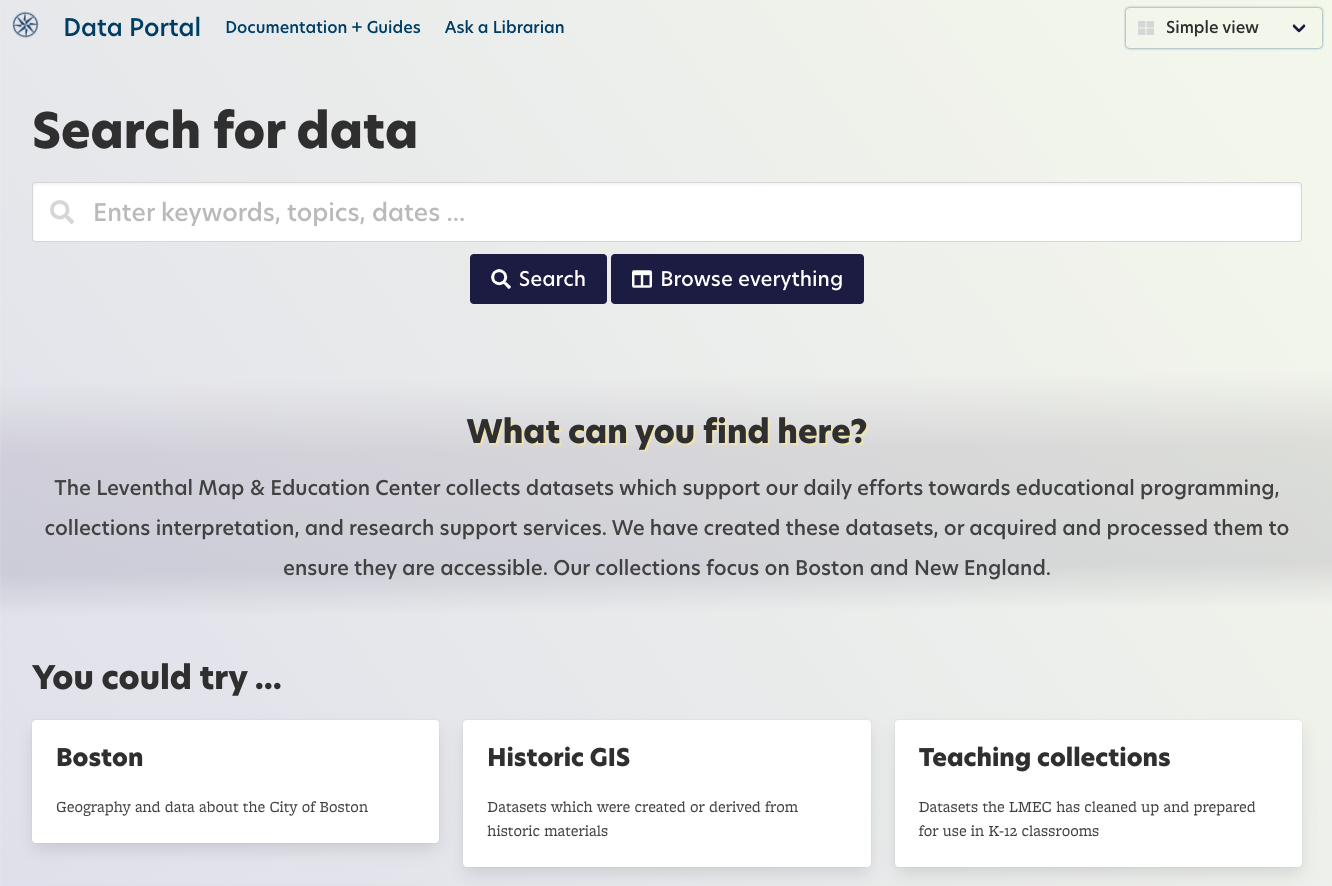 Data Portal
Documentation + Guides
Ask a Librarian
Simple view
Search for data
Enter keywords, topics, dates ...
Search
Browse everything
What can you find here?
The Leventhal Map & Education Center collects datasets which support our daily efforts towards educational programming,
collections interpretation, and research support services. We have created these datasets, or acquired and processed them to
ensure they are accessible. Our collections focus on Boston and New England.
You could try ...
Boston
Geography and data about the City of Boston
Historic GIS
Datasets which were created or derived from
historic materials
Teaching collections
Datasets the LMEC has cleaned up and prepared
for use in K-12 classrooms